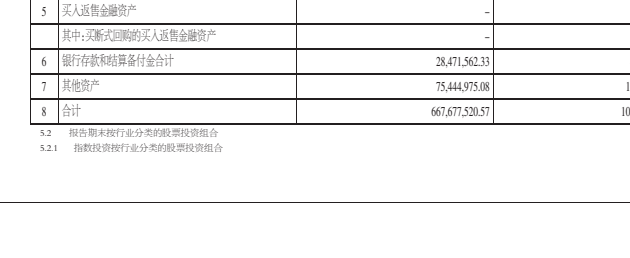 5 买入返售金融资产 –
其中:买断式回购的买入返售金融资产 –
6 银行存款和结算备付金合计 28,471,562.33
7 其他资产 75,444,975.08 1
8 合计 667,677,520.57 10
5.2 报告期末按行业分类的股票投资组合
5.2.1 指数投资按行业分类的股票投资组合